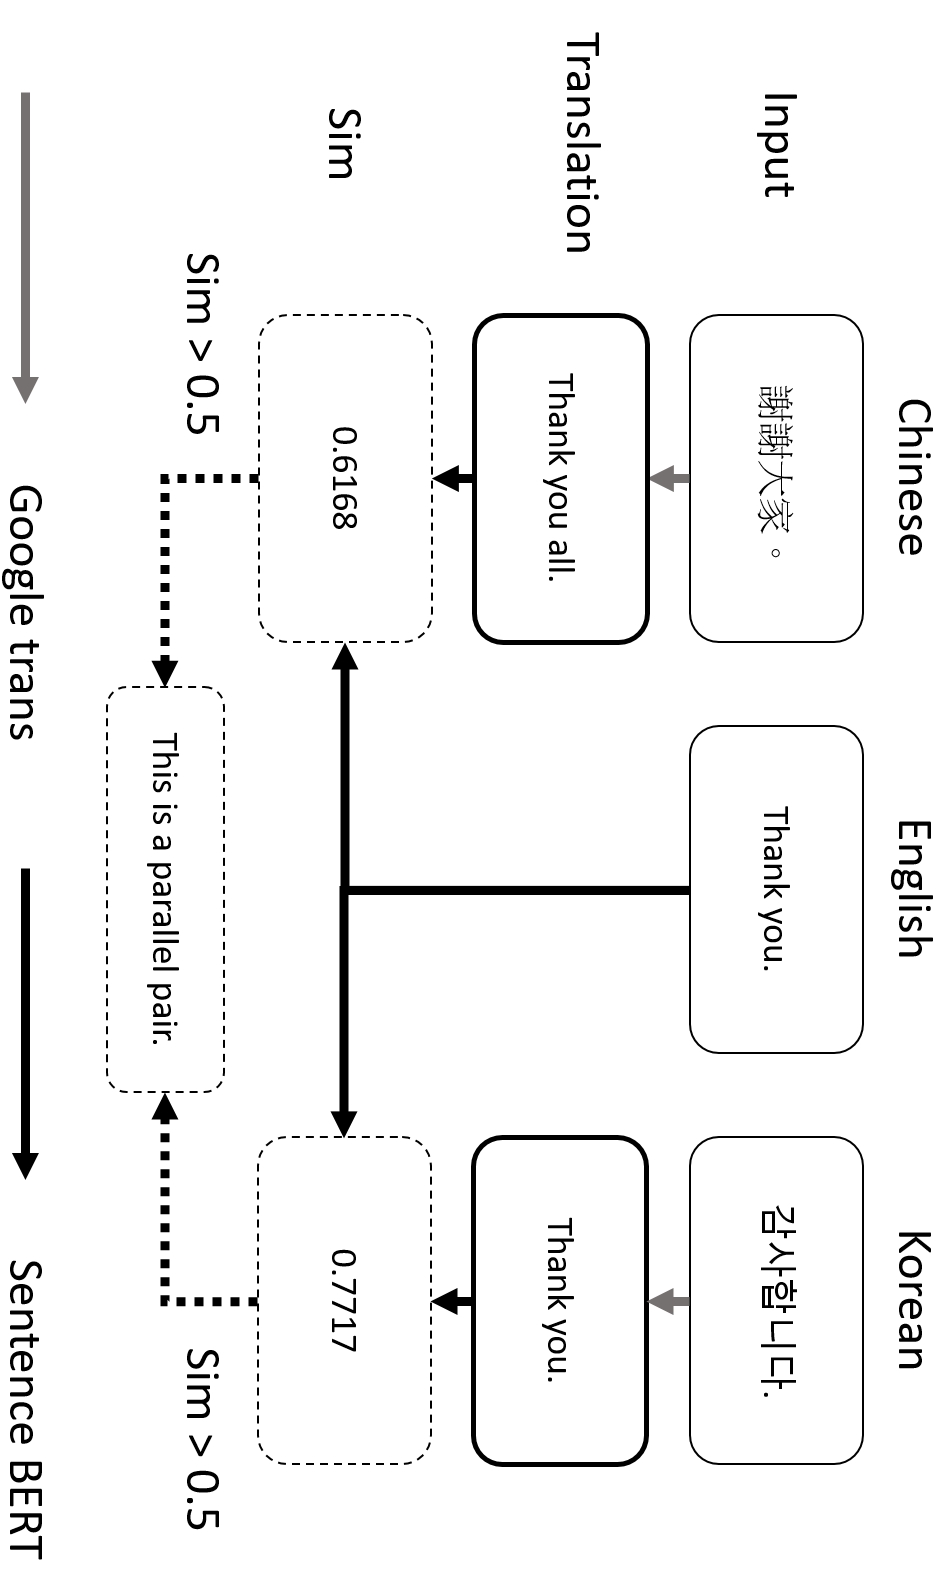 Chinese
English
Korean
Input
謝謝大家。
Thank you.
감사합니다.
Translation
Thank you all.
Thank you.
Sim
0.6168
0.7717
Sim > 0.5
This is a parallel pair.
Sim > 0.5
Google trans
Sentence BERT